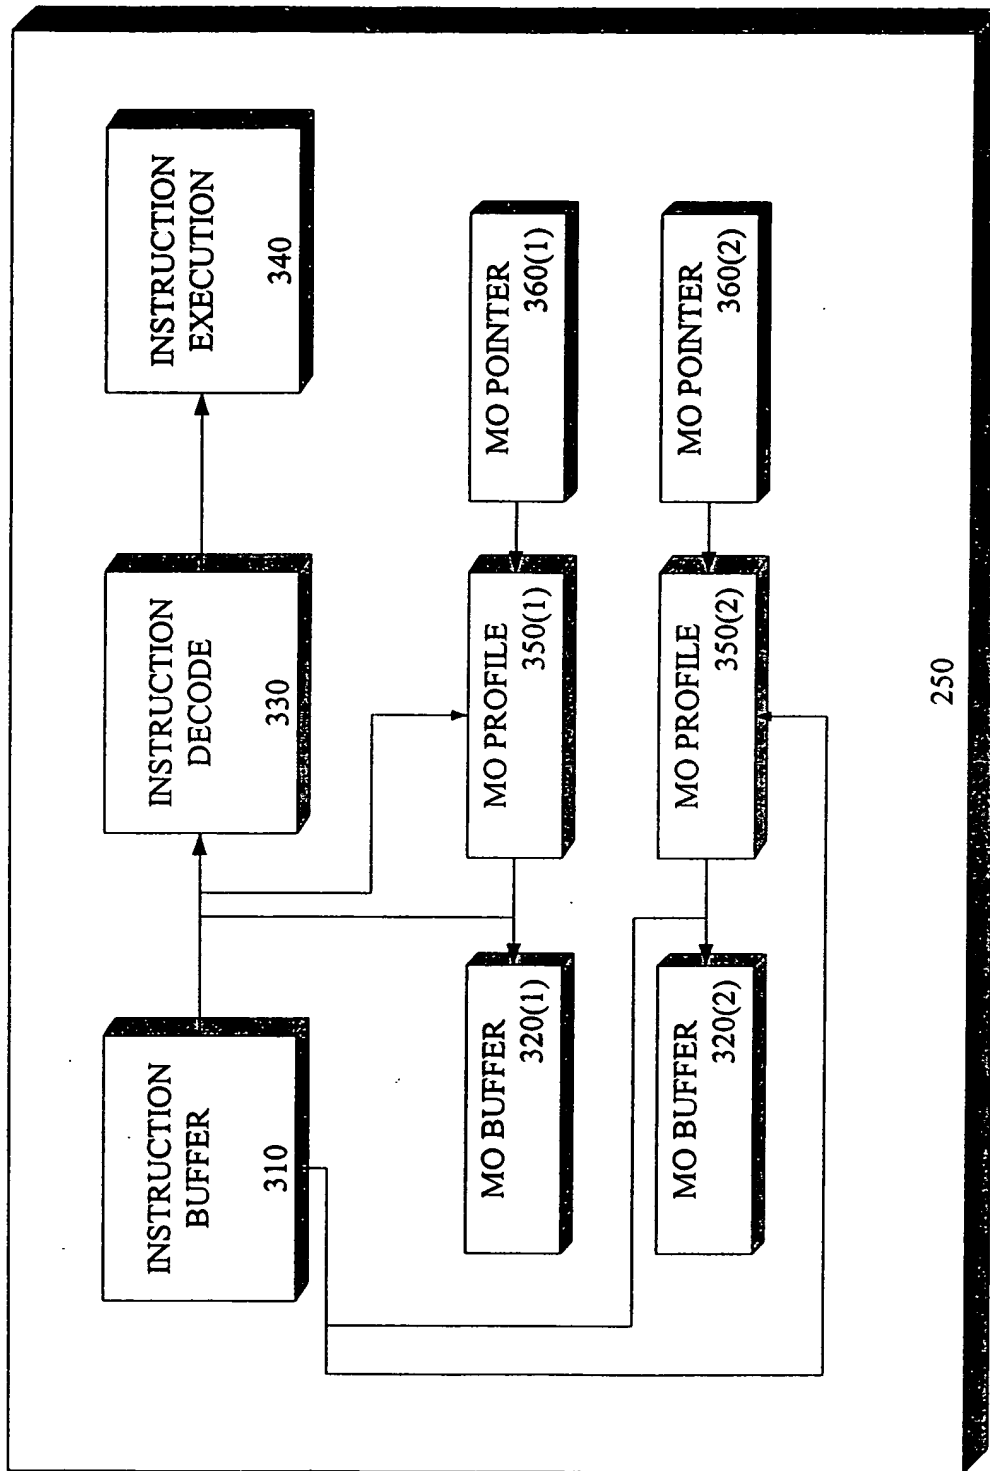 INSTRUCTION
BUFFER
310
INSTRUCTION
DECODE
330
INSTRUCTION
EXECUTION
340
MO BUFFER
320(1)
MO PROFILE
350(1)
MO POINTER
360(1)
MO BUFFER
320(2)
MO PROFILE
350(2)
MO POINTER
360(2)
250